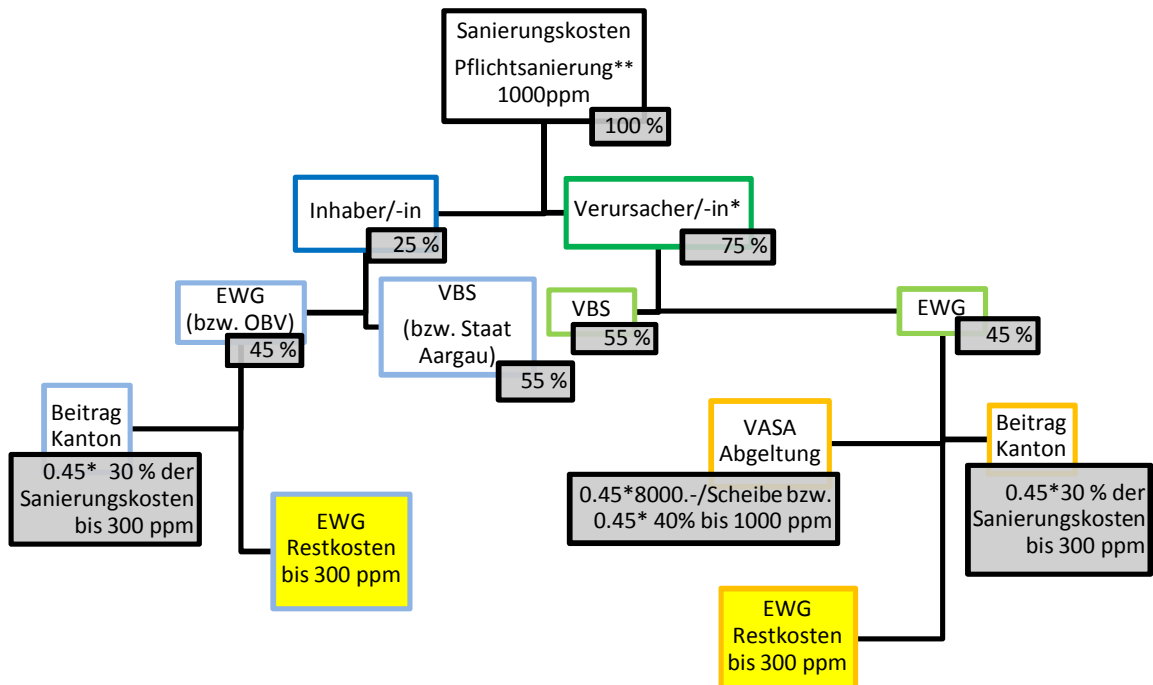 Sanierungskosten
Pflichtsanierung**
1000ppm
100 %
Inhaber/-in
25 %
Verursacher/-in*
75 %
EWG
(bzw. OBV)
45 %
VBS
(bzw. Staat
Aargau)
55 %
VBS
55 %
EWG
45 %
Beitrag
Kanton
0.45* 30 % der
Sanierungskosten
bis 300 ppm
EWG
Restkosten
bis 300 ppm
VASA
Abgeltung
0.45*8000.-/Scheibe bzw.
0.45* 40% bis 1000 ppm
Beitrag
Kanton
0.45*30 % der
Sanierungskosten
bis 300 ppm
EWG
Restkosten
bis 300 ppm